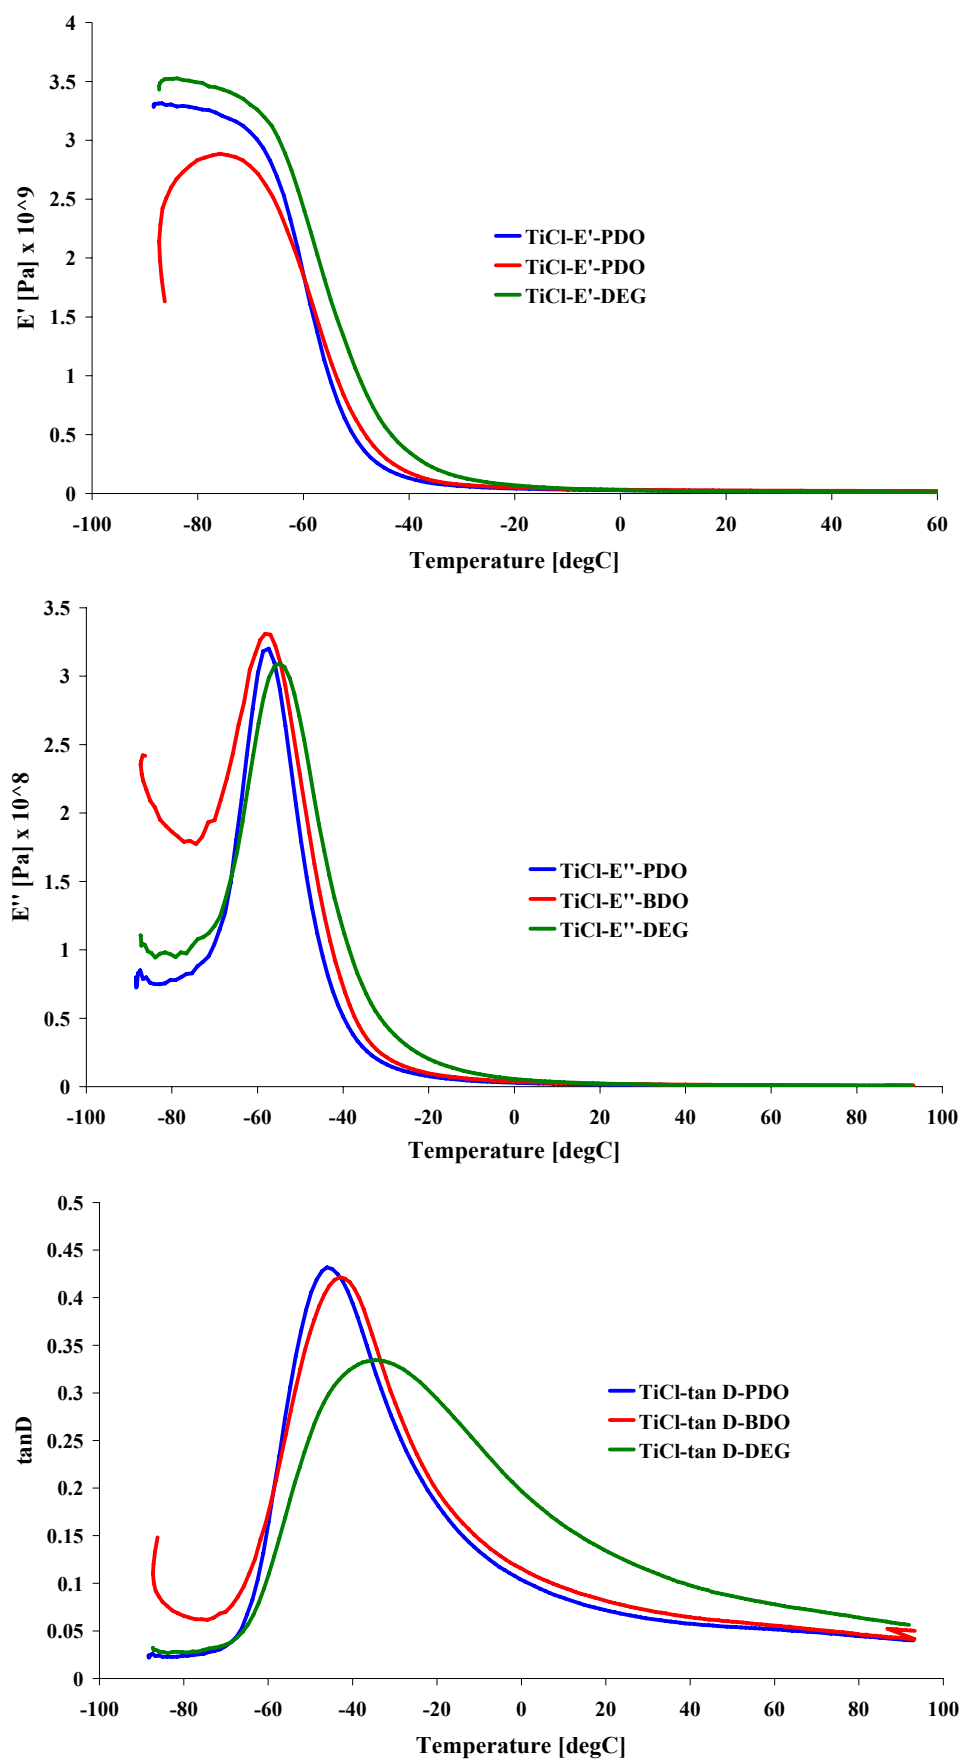 4
3.5
3
2.5
2
1.5
1
0.5
0
E' [Pa] x 10^9
TiCl-E'-PDO
TiCl-E'-PDO
TiCl-E'-DEG
-100 -80 -60 -40 -20 0 20 40 60
Temperature [degC]
3.5
3
2.5
2
1.5
1
0.5
0
E'' [Pa] x 10^8
TiCl-E''-PDO
TiCl-E''-BDO
TiCl-E''-DEG
-100 -80 -60 -40 -20 0 20 40 60 80 100
Temperature [degC]
0.5
0.45
0.4
0.35
0.3
0.25
0.2
0.15
0.1
0.05
0
tanD
TiCl-tan D-PDO
TiCl-tan D-BDO
TiCl-tan D-DEG
-100 -80 -60 -40 -20 0 20 40 60 80 100
Temperature [degC]